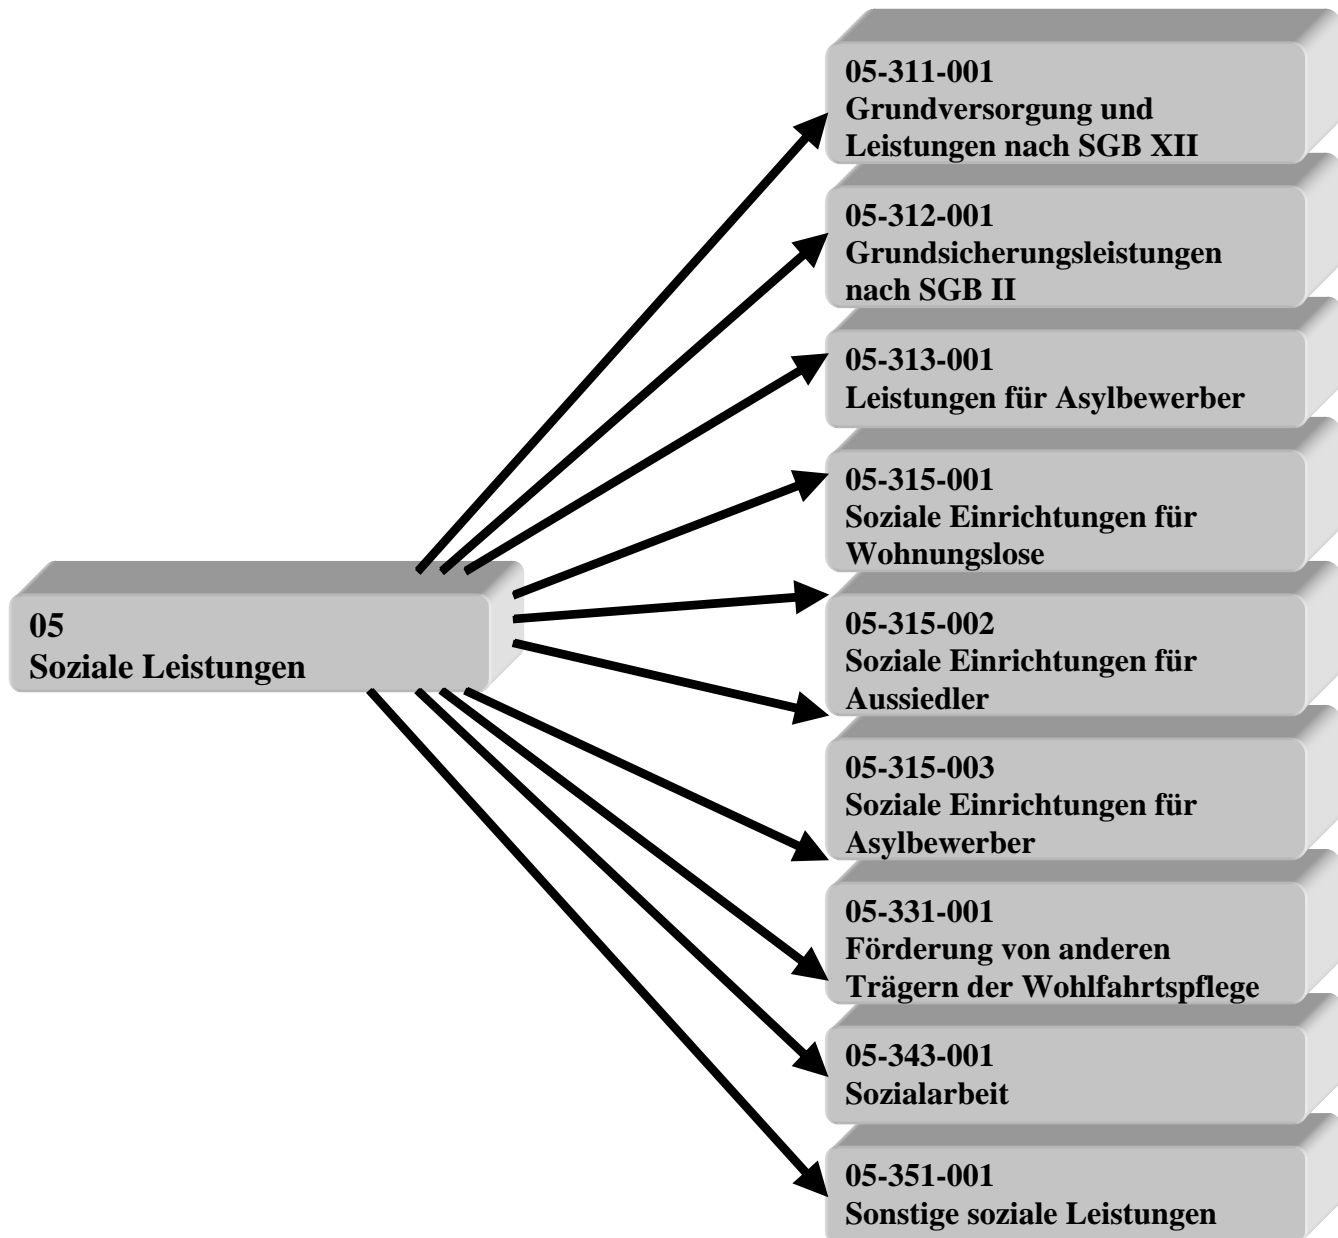 05-311-001
Grundversorgung und
Leistungen nach SGB XII
05-312-001
Grundsicherungsleistungen
nach SGB II
05-313-001
Leistungen für Asylbewerber
05-315-001
Soziale Einrichtungen für
Wohnungslose
05
Soziale Leistungen
05-315-002
Soziale Einrichtungen für
Aussiedler
05-315-003
Soziale Einrichtungen für
Asylbewerber
05-331-001
Förderung von anderen
Trägern der Wohlfahrtspflege
05-343-001
Sozialarbeit
05-351-001
Sonstige soziale Leistungen